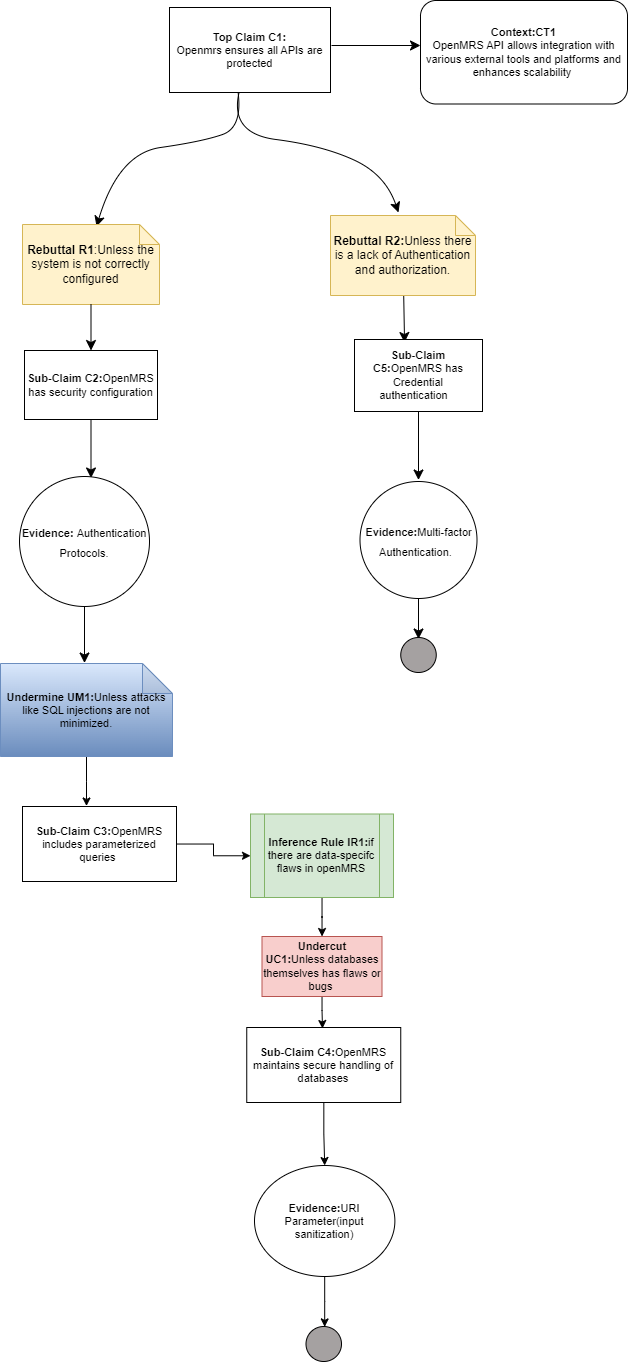 Top Claim C1:
Openmrs ensures all APIs are
protected
Context:CT1
OpenMRS API allows integration with
various external tools and platforms and
enhances scalability
Rebuttal R1:Unless the
system is not correctly
configured
Rebuttal R2:Unless there
is a lack of Authentication
and authorization.
Sub-Claim C2:OpenMRS
has security configuration
Sub-Claim
C5:OpenMRS has
Credential
authentication
Evidence: Authentication
Protocols.
Evidence:Multi-factor
Authentication.
Undermine UM1:Unless attacks
like SQL injections are not
minimized.
Sub-Claim C3:OpenMRS
includes parameterized
queries
Inference Rule IR1:if
there are data-specifc
flaws in openMRS
Undercut
UC1:Unless databases
themselves has flaws or
bugs
Sub-Claim C4:OpenMRS
maintains secure handling of
databases
Evidence:URI
Parameter(input
sanitization)